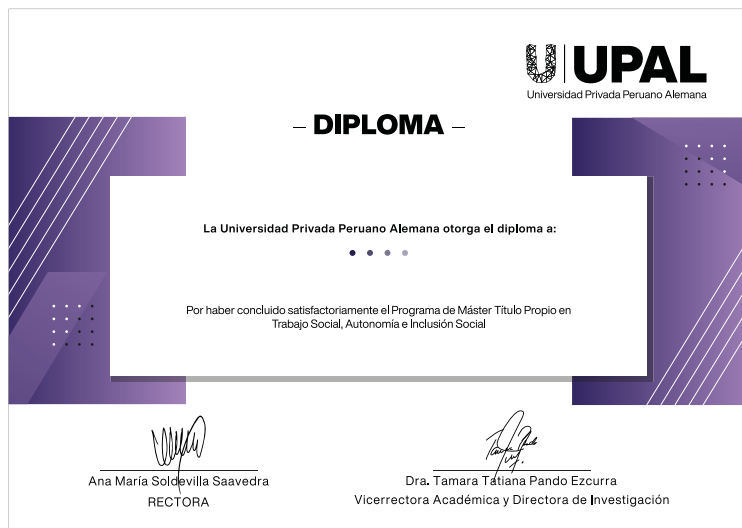 UPAL
Universidad Privada Peruano Alemana
– DIPLOMA –
La Universidad Privada Peruano Alemana otorga el diploma a:
Por haber concluido satisfactoriamente el Programa de Máster Título Propio en
Trabajo Social, Autonomía e Inclusión Social
Ana María Soldevilla Saavedra
RECTORA
Dra. Tamara Tatiana Pando Ezcurra
Vicerrectora Académica y Directora de Investigación